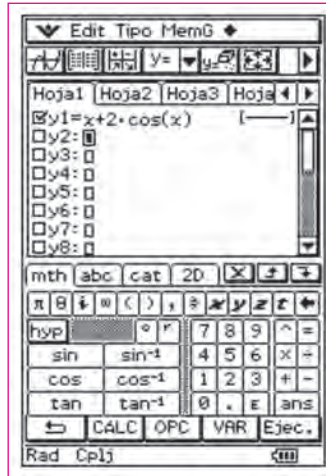 Edit Tipo MemG
y=
Hoja1 Hoja2 Hoja3 Hoja
y1=x+2·cos(x) [——]
y2:
y3:
y4:
y5:
y6:
y7:
y8:
mth abc cat 2D
π θ i ∞ ( ) , ⇒ x y z t
hyp ° r 7 8 9 ^ =
sin sin⁻¹ 4 5 6 × ÷
cos cos⁻¹ 1 2 3 + −
tan tan⁻¹ 0 . E ans
CALC OPC VAR Ejec.
Rad Cplj